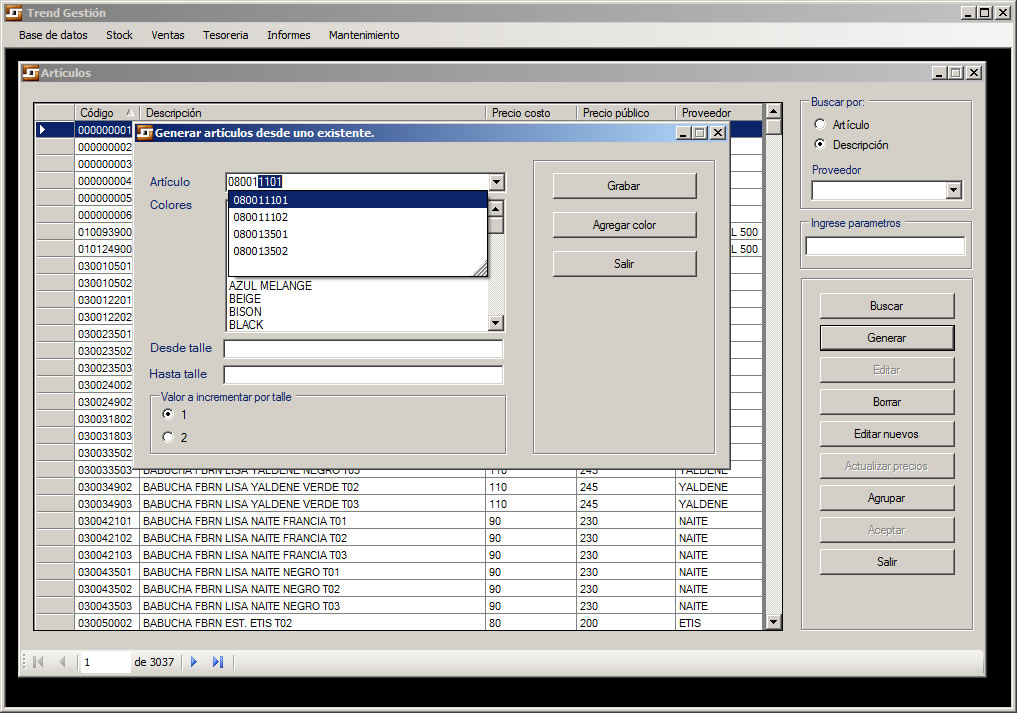 Trend Gestión
Base de datos Stock Ventas Tesoreria Informes Mantenimiento
Artículos
Código Descripción Precio costo Precio público Proveedor
000000001
000000002
000000003
000000004
000000005
000000006
010093900 L 500
010124900 L 500
030010501
030010502
030012201
030012202
030023501
030023502
030023503
030024002
030024902
030031802
030031803
030033502
030033503 BABUCHA FBRN LISA YALDENE NEGRO T03 110 245 YALDENE
030034902 BABUCHA FBRN LISA YALDENE VERDE T02 110 245 YALDENE
030034903 BABUCHA FBRN LISA YALDENE VERDE T03 110 245 YALDENE
030042101 BABUCHA FBRN LISA NAITE FRANCIA T01 90 230 NAITE
030042102 BABUCHA FBRN LISA NAITE FRANCIA T02 90 230 NAITE
030042103 BABUCHA FBRN LISA NAITE FRANCIA T03 90 230 NAITE
030043501 BABUCHA FBRN LISA NAITE NEGRO T01 90 230 NAITE
030043502 BABUCHA FBRN LISA NAITE NEGRO T02 90 230 NAITE
030043503 BABUCHA FBRN LISA NAITE NEGRO T03 90 230 NAITE
030050002 BABUCHA FBRN EST. ETIS T02 80 200 ETIS
1 de 3037
Generar artículos desde uno existente.
Artículo 080011101
080011101
080011102
080013501
080013502
Colores
AZUL MELANGE
BEIGE
BISON
BLACK
Desde talle
Hasta talle
Valor a incrementar por talle
1
2
Grabar
Agregar color
Salir
Buscar por:
Artículo
Descripción
Proveedor
Ingrese parametros
Buscar
Generar
Editar
Borrar
Editar nuevos
Actualizar precios
Agrupar
Aceptar
Salir